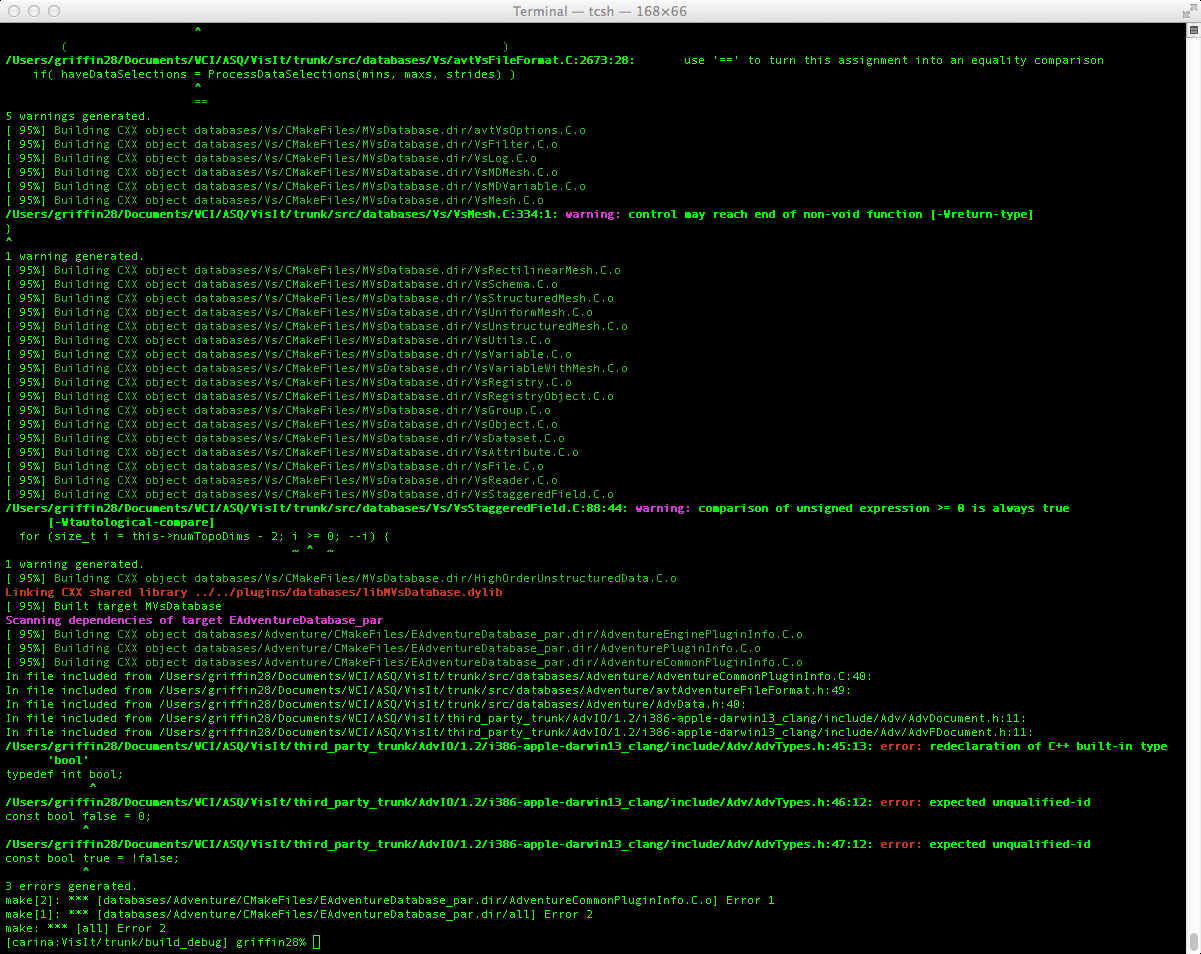 Terminal — tcsh — 168×66
^
( )
/Users/griffin28/Documents/WCI/ASQ/VisIt/trunk/src/databases/Vs/avtVsFileFormat.C:2673:28: use '==' to turn this assignment into an equality comparison
if( haveDataSelections = ProcessDataSelections(mins, maxs, strides) )
^
==
5 warnings generated.
[ 95%] Building CXX object databases/Vs/CMakeFiles/MVsDatabase.dir/avtVsOptions.C.o
[ 95%] Building CXX object databases/Vs/CMakeFiles/MVsDatabase.dir/VsFilter.C.o
[ 95%] Building CXX object databases/Vs/CMakeFiles/MVsDatabase.dir/VsLog.C.o
[ 95%] Building CXX object databases/Vs/CMakeFiles/MVsDatabase.dir/VsMDMesh.C.o
[ 95%] Building CXX object databases/Vs/CMakeFiles/MVsDatabase.dir/VsMDVariable.C.o
[ 95%] Building CXX object databases/Vs/CMakeFiles/MVsDatabase.dir/VsMesh.C.o
/Users/griffin28/Documents/WCI/ASQ/VisIt/trunk/src/databases/Vs/VsMesh.C:334:1: warning: control may reach end of non-void function [-Wreturn-type]
}
^
1 warning generated.
[ 95%] Building CXX object databases/Vs/CMakeFiles/MVsDatabase.dir/VsRectilinearMesh.C.o
[ 95%] Building CXX object databases/Vs/CMakeFiles/MVsDatabase.dir/VsSchema.C.o
[ 95%] Building CXX object databases/Vs/CMakeFiles/MVsDatabase.dir/VsStructuredMesh.C.o
[ 95%] Building CXX object databases/Vs/CMakeFiles/MVsDatabase.dir/VsUniformMesh.C.o
[ 95%] Building CXX object databases/Vs/CMakeFiles/MVsDatabase.dir/VsUnstructuredMesh.C.o
[ 95%] Building CXX object databases/Vs/CMakeFiles/MVsDatabase.dir/VsUtils.C.o
[ 95%] Building CXX object databases/Vs/CMakeFiles/MVsDatabase.dir/VsVariable.C.o
[ 95%] Building CXX object databases/Vs/CMakeFiles/MVsDatabase.dir/VsVariableWithMesh.C.o
[ 95%] Building CXX object databases/Vs/CMakeFiles/MVsDatabase.dir/VsRegistry.C.o
[ 95%] Building CXX object databases/Vs/CMakeFiles/MVsDatabase.dir/VsRegistryObject.C.o
[ 95%] Building CXX object databases/Vs/CMakeFiles/MVsDatabase.dir/VsGroup.C.o
[ 95%] Building CXX object databases/Vs/CMakeFiles/MVsDatabase.dir/VsObject.C.o
[ 95%] Building CXX object databases/Vs/CMakeFiles/MVsDatabase.dir/VsDataset.C.o
[ 95%] Building CXX object databases/Vs/CMakeFiles/MVsDatabase.dir/VsAttribute.C.o
[ 95%] Building CXX object databases/Vs/CMakeFiles/MVsDatabase.dir/VsFile.C.o
[ 95%] Building CXX object databases/Vs/CMakeFiles/MVsDatabase.dir/VsReader.C.o
[ 95%] Building CXX object databases/Vs/CMakeFiles/MVsDatabase.dir/VsStaggeredField.C.o
/Users/griffin28/Documents/WCI/ASQ/VisIt/trunk/src/databases/Vs/VsStaggeredField.C:88:44: warning: comparison of unsigned expression >= 0 is always true
[-Wtautological-compare]
for (size_t i = this->numTopoDims - 2; i >= 0; --i) {
~ ^ ~
1 warning generated.
[ 95%] Building CXX object databases/Vs/CMakeFiles/MVsDatabase.dir/HighOrderUnstructuredData.C.o
Linking CXX shared library ../../plugins/databases/libMVsDatabase.dylib
[ 95%] Built target MVsDatabase
Scanning dependencies of target EAdventureDatabase_par
[ 95%] Building CXX object databases/Adventure/CMakeFiles/EAdventureDatabase_par.dir/AdventureEnginePluginInfo.C.o
[ 95%] Building CXX object databases/Adventure/CMakeFiles/EAdventureDatabase_par.dir/AdventurePluginInfo.C.o
[ 95%] Building CXX object databases/Adventure/CMakeFiles/EAdventureDatabase_par.dir/AdventureCommonPluginInfo.C.o
In file included from /Users/griffin28/Documents/WCI/ASQ/VisIt/trunk/src/databases/Adventure/AdventureCommonPluginInfo.C:40:
In file included from /Users/griffin28/Documents/WCI/ASQ/VisIt/trunk/src/databases/Adventure/avtAdventureFileFormat.h:49:
In file included from /Users/griffin28/Documents/WCI/ASQ/VisIt/trunk/src/databases/Adventure/AdvData.h:40:
In file included from /Users/griffin28/Documents/WCI/ASQ/VisIt/third_party_trunk/AdvIO/1.2/i386-apple-darwin13_clang/include/Adv/AdvDocument.h:11:
In file included from /Users/griffin28/Documents/WCI/ASQ/VisIt/third_party_trunk/AdvIO/1.2/i386-apple-darwin13_clang/include/Adv/AdvFDocument.h:11:
/Users/griffin28/Documents/WCI/ASQ/VisIt/third_party_trunk/AdvIO/1.2/i386-apple-darwin13_clang/include/Adv/AdvTypes.h:45:13: error: redeclaration of C++ built-in type
'bool'
typedef int bool;
^
/Users/griffin28/Documents/WCI/ASQ/VisIt/third_party_trunk/AdvIO/1.2/i386-apple-darwin13_clang/include/Adv/AdvTypes.h:46:12: error: expected unqualified-id
const bool false = 0;
^
/Users/griffin28/Documents/WCI/ASQ/VisIt/third_party_trunk/AdvIO/1.2/i386-apple-darwin13_clang/include/Adv/AdvTypes.h:47:12: error: expected unqualified-id
const bool true = !false;
^
3 errors generated.
make[2]: *** [databases/Adventure/CMakeFiles/EAdventureDatabase_par.dir/AdventureCommonPluginInfo.C.o] Error 1
make[1]: *** [databases/Adventure/CMakeFiles/EAdventureDatabase_par.dir/all] Error 2
make: *** [all] Error 2
[carina:VisIt/trunk/build_debug] griffin28%